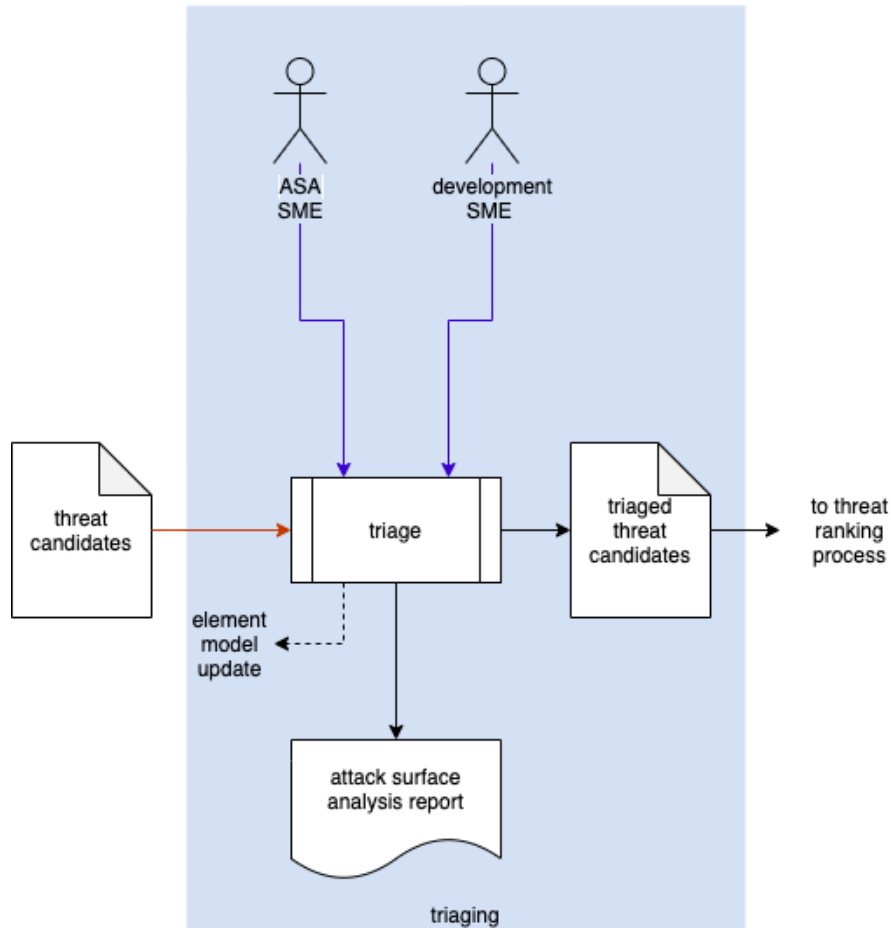 ASA
SME
development
SME
threat
candidates
triage
triaged
threat
candidates
to threat
ranking
process
element
model
update
attack surface
analysis report
triaging